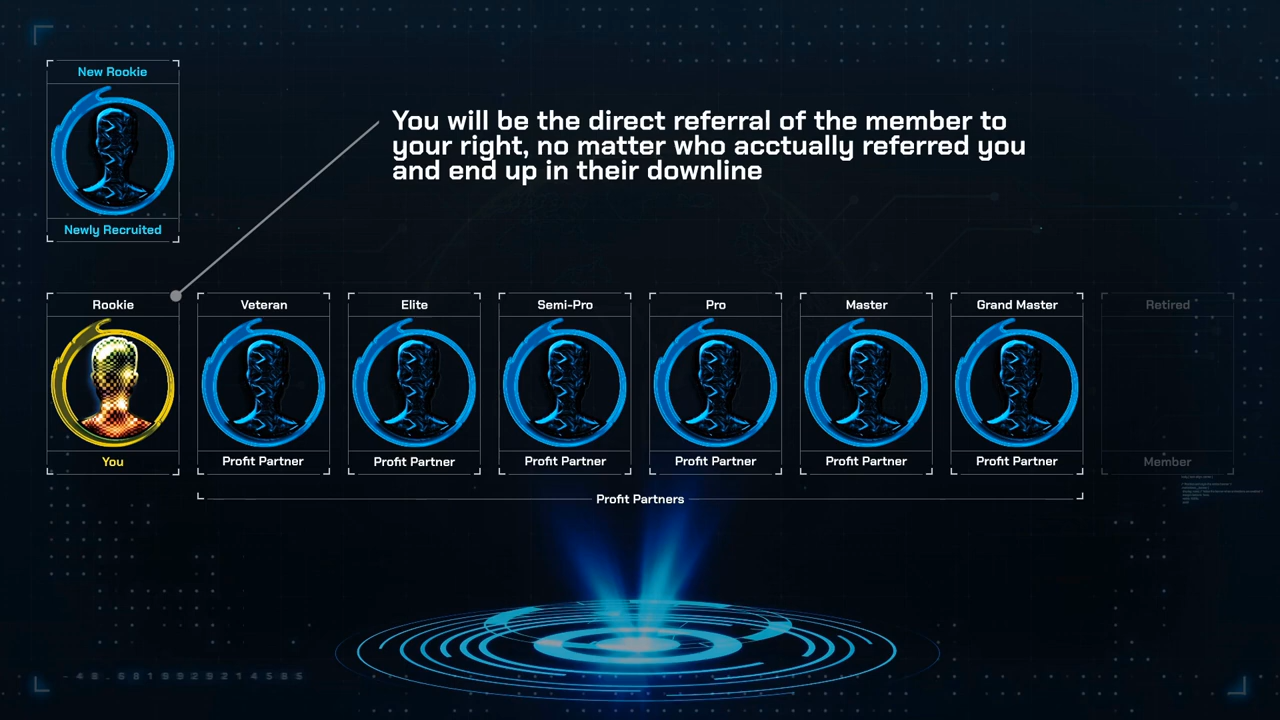 New Rookie
You will be the direct referral of the member to
your right, no matter who acctually referred you
and end up in their downline
Newly Recruited
Rookie
Veteran
Elite
Semi-Pro
Pro
Master
Grand Master
Retired
You
Profit Partner
Profit Partner
Profit Partner
Profit Partner
Profit Partner
Profit Partner
Member
Profit Partners